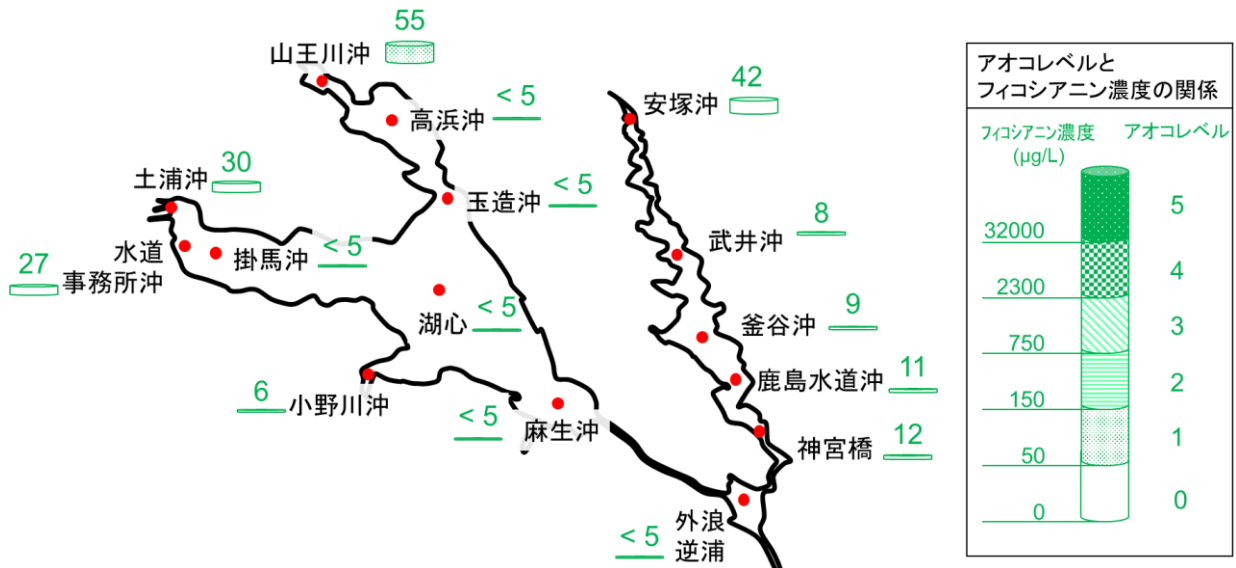 55
山王川沖
< 5
高浜沖
42
安塚沖
30
土浦沖
< 5
玉造沖
8
武井沖
27
水道
事務所沖
< 5
掛馬沖
< 5
湖心
9
釜谷沖
11
鹿島水道沖
6
小野川沖
< 5
麻生沖
12
神宮橋
< 5
外浪
逆浦
アオコレベルと
フィコシアニン濃度の関係
フィコシアニン濃度
(μg/L)
アオコレベル
5
32000
4
2300
3
750
2
150
1
50
0
0